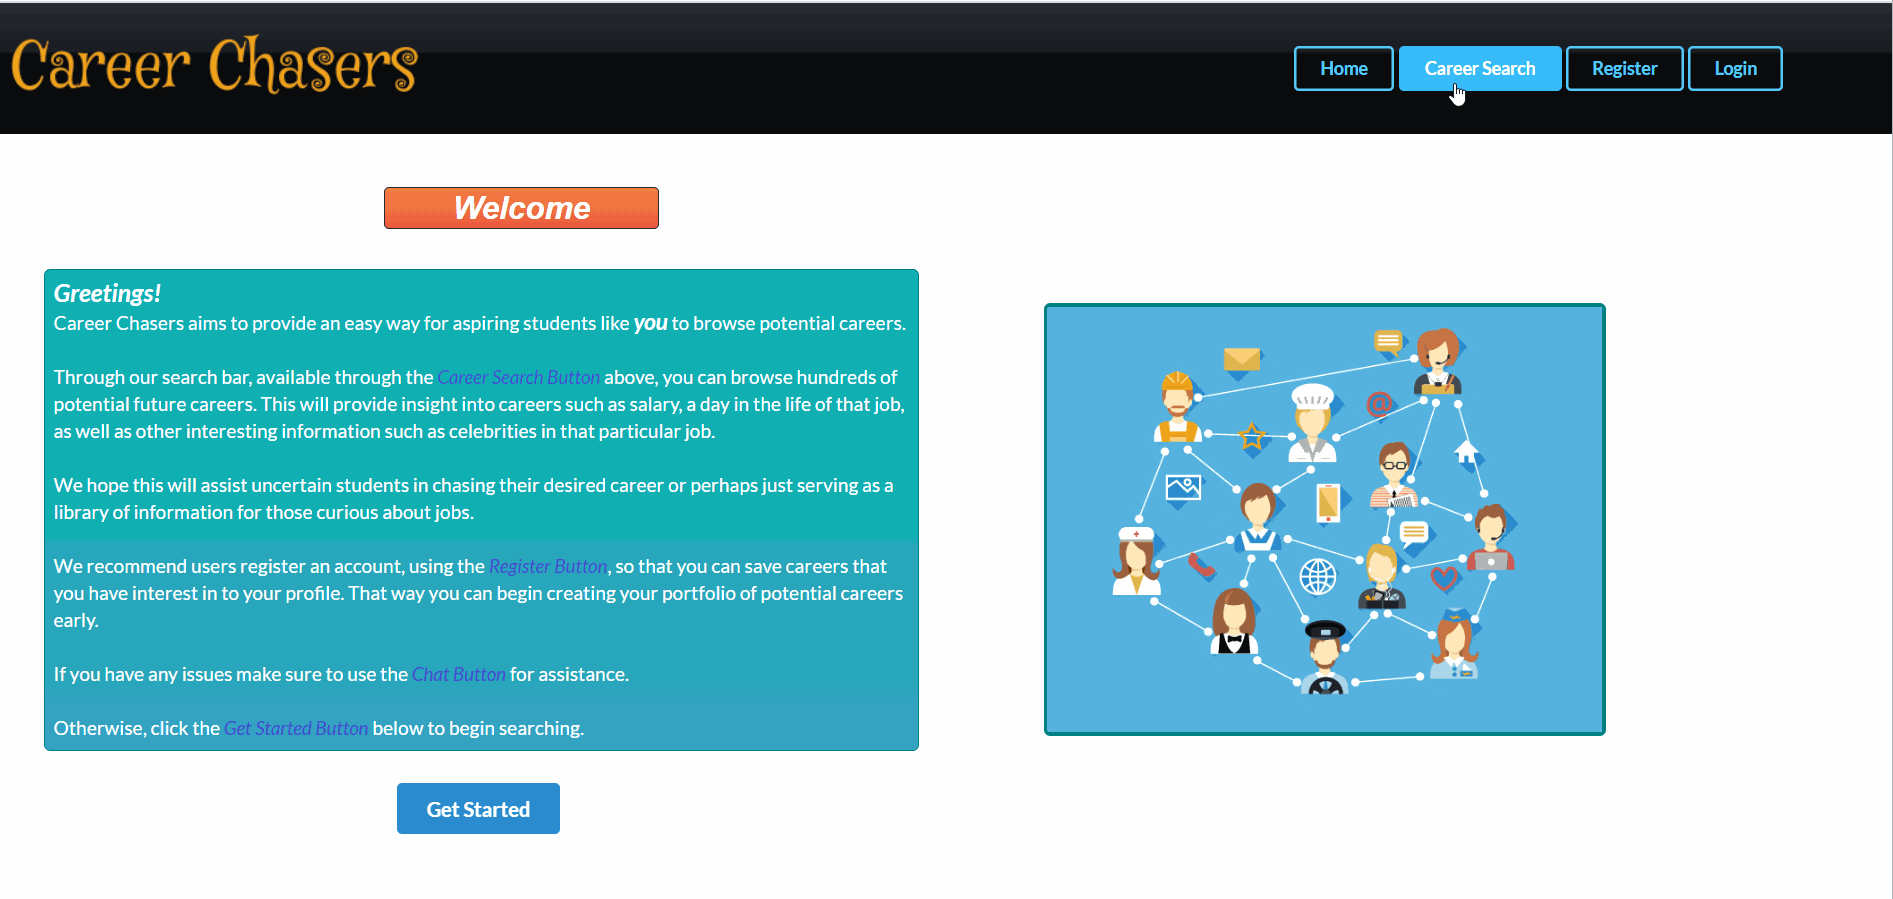 Career Chasers
Home
Career Search
Register
Login
Welcome
Greetings!
Career Chasers aims to provide an easy way for aspiring students like you to browse potential careers.
Through our search bar, available through the Career Search Button above, you can browse hundreds of
potential future careers. This will provide insight into careers such as salary, a day in the life of that job,
as well as other interesting information such as celebrities in that particular job.
We hope this will assist uncertain students in chasing their desired career or perhaps just serving as a
library of information for those curious about jobs.
We recommend users register an account, using the Register Button, so that you can save careers that
you have interest in to your profile. That way you can begin creating your portfolio of potential careers
early.
If you have any issues make sure to use the Chat Button for assistance.
Otherwise, click the Get Started Button below to begin searching.
Get Started
@